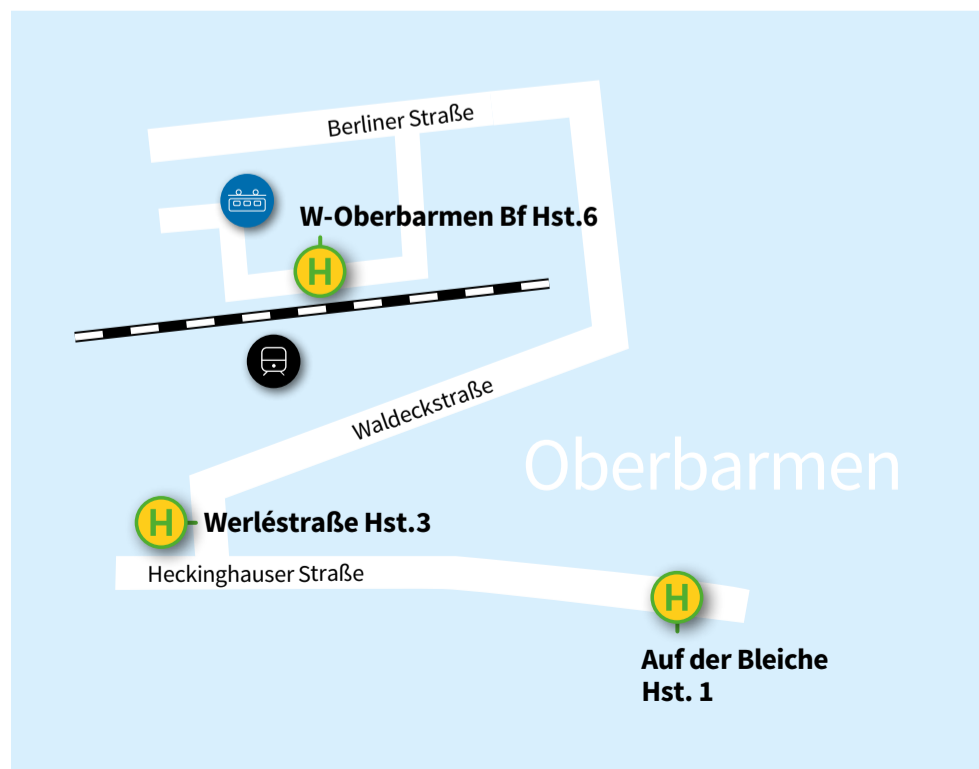 Berliner Straße
W-Oberbarmen Bf Hst.6
H
Waldeckstraße
Oberbarmen
H
Werléstraße Hst.3
Heckinghauser Straße
H
Auf der Bleiche
Hst. 1